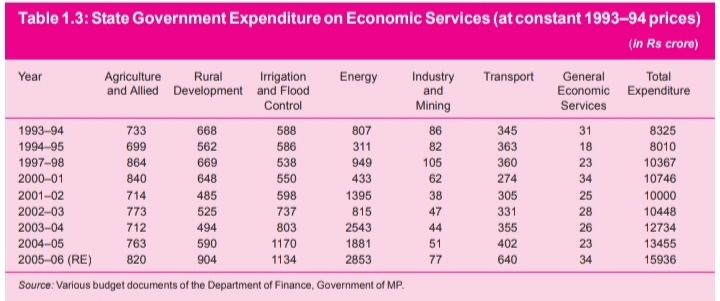 Table 1.3: State Government Expenditure on Economic Services (at constant 1993–94 prices)
(in Rs crore)
Year Agriculture and Allied Rural Development Irrigation and Flood Control Energy Industry and Mining Transport General Economic Services Total Expenditure
1993–94 733 668 588 807 86 345 31 8325
1994–95 699 562 586 311 82 363 18 8010
1997–98 864 669 538 949 105 360 23 10367
2000–01 840 648 550 433 62 274 34 10746
2001–02 714 485 598 1395 38 305 25 10000
2002–03 773 525 737 815 47 331 28 10448
2003–04 712 494 803 2543 44 355 26 12734
2004–05 763 590 1170 1881 51 402 23 13455
2005–06 (RE) 820 904 1134 2853 77 640 34 15936
Source: Various budget documents of the Department of Finance, Government of MP.